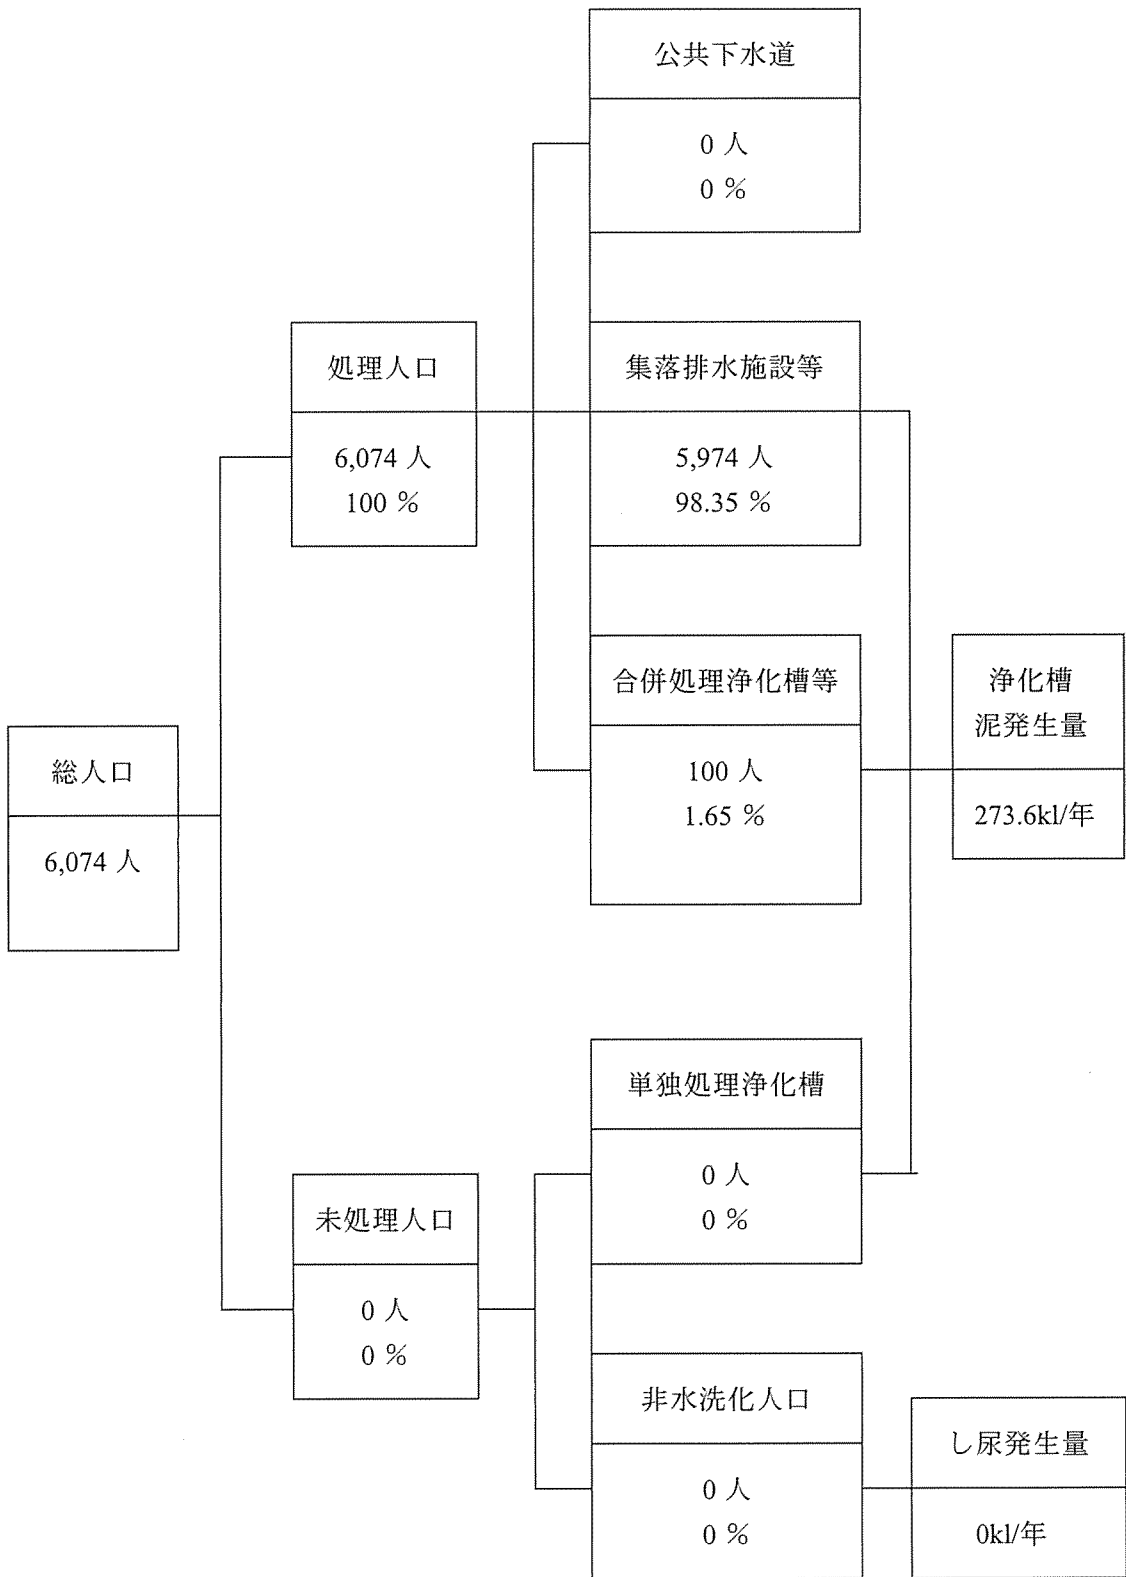 公共下水道
0 人
0 %
処理人口
6,074 人
100 %
集落排水施設等
5,974 人
98.35 %
合併処理浄化槽等
100 人
1.65 %
浄化槽
泥発生量
273.6kl/年
総人口
6,074 人
単独処理浄化槽
0 人
0 %
未処理人口
0 人
0 %
非水洗化人口
0 人
0 %
し尿発生量
0kl/年